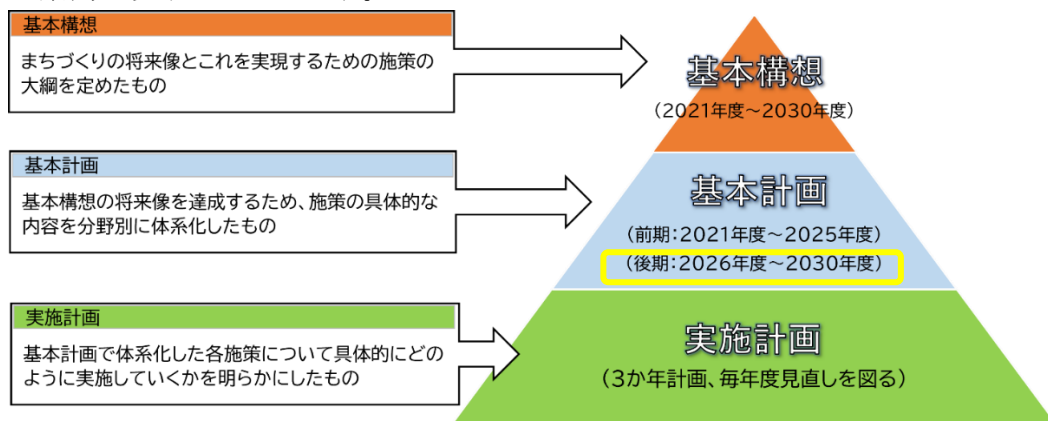 基本構想
まちづくりの将来像とこれを実現するための施策の
大綱を定めたもの
基本構想
（2021年度～2030年度）
基本計画
基本構想の将来像を達成するため、施策の具体的な
内容を分野別に体系化したもの
基本計画
（前期：2021年度～2025年度）
（後期：2026年度～2030年度）
実施計画
基本計画で体系化した各施策について具体的にどの
ように実施していくかを明らかにしたもの
実施計画
（3か年計画、毎年度見直しを図る）